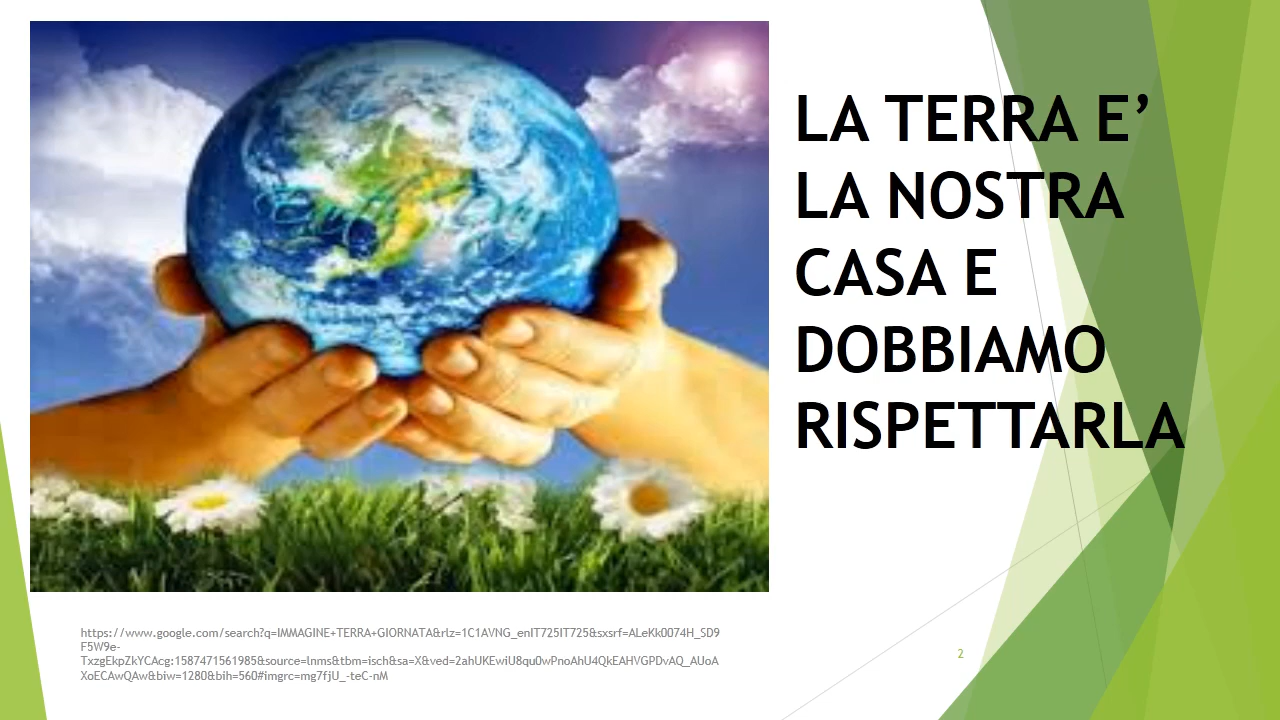 LA TERRA E’
LA NOSTRA
CASA E
DOBBIAMO
RISPETTARLA
Earth Day
https://www.google.com/search?q=IMMAGINE+TERRA+GIORNATA&rlz=1C1AVNG_enIT725IT725&sxsrf=ALeKk0074H_SD9
F5W9e-
TxzgEkpZkYCAcg:1587471561985&source=lnms&tbm=isch&sa=X&ved=2ahUKEwiU8qu0wPnoAhU4QkEAHVGPDvAQ_AUoA
XoECAwQAw&biw=1280&bih=560#imgrc=mg7fjU_-teC-nM
2